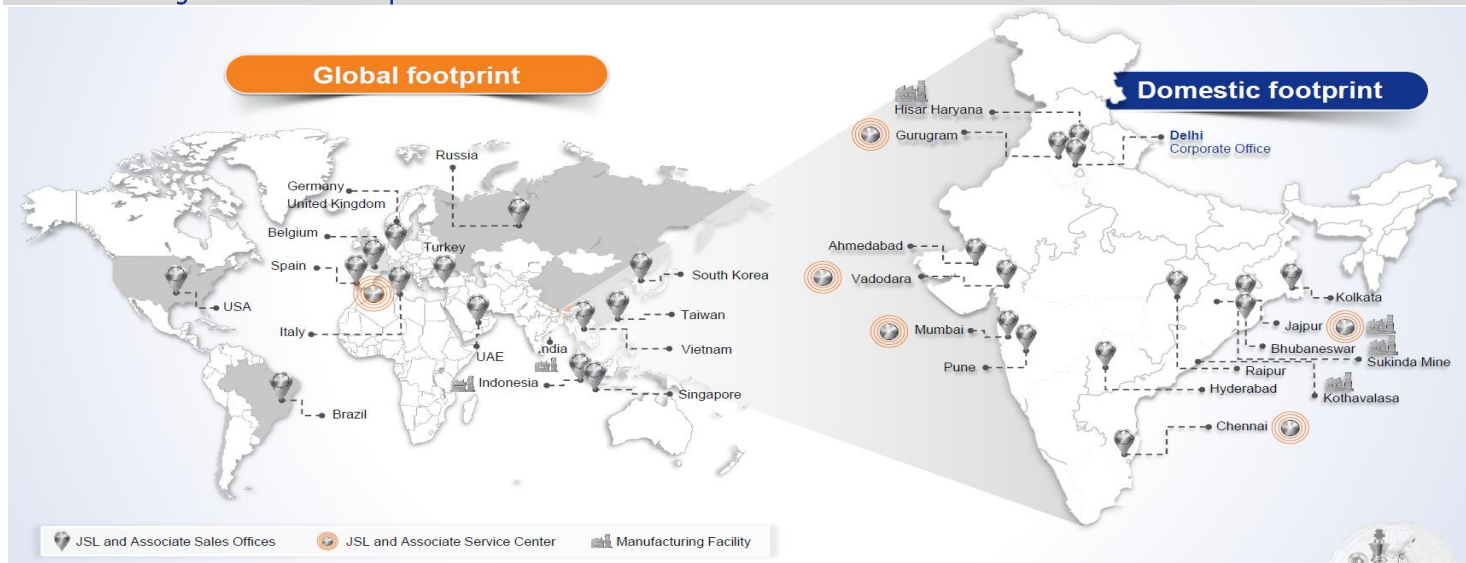 Global footprint
Domestic footprint
Russia
Germany
United Kingdom
Belgium
Turkey
Spain
USA
Italy
UAE
India
Indonesia
Brazil
South Korea
Taiwan
Vietnam
Singapore
Hisar Haryana
Gurugram
Delhi
Corporate Office
Ahmedabad
Vadodara
Mumbai
Pune
Kolkata
Jajpur
Bhubaneswar
Sukinda Mine
Raipur
Hyderabad
Kothavalasa
Chennai
JSL and Associate Sales Offices
JSL and Associate Service Center
Manufacturing Facility